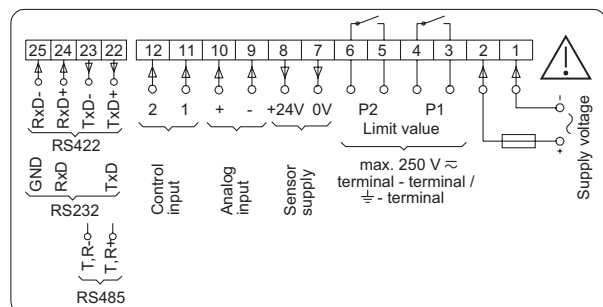 25 24 23 22 12 11 10 9 8 7 6 5 4 3 2 1
RxD- RxD+ TxD- TxD+
RS422
GND RxD TxD
RS232
T,R- T,R+
RS485
2 1
Control
input
+ -
Analog
input
+24V 0V
Sensor
supply
P2 P1
Limit value
max. 250 V ⏦
terminal - terminal /
⏚ - terminal
-
+
Supply voltage